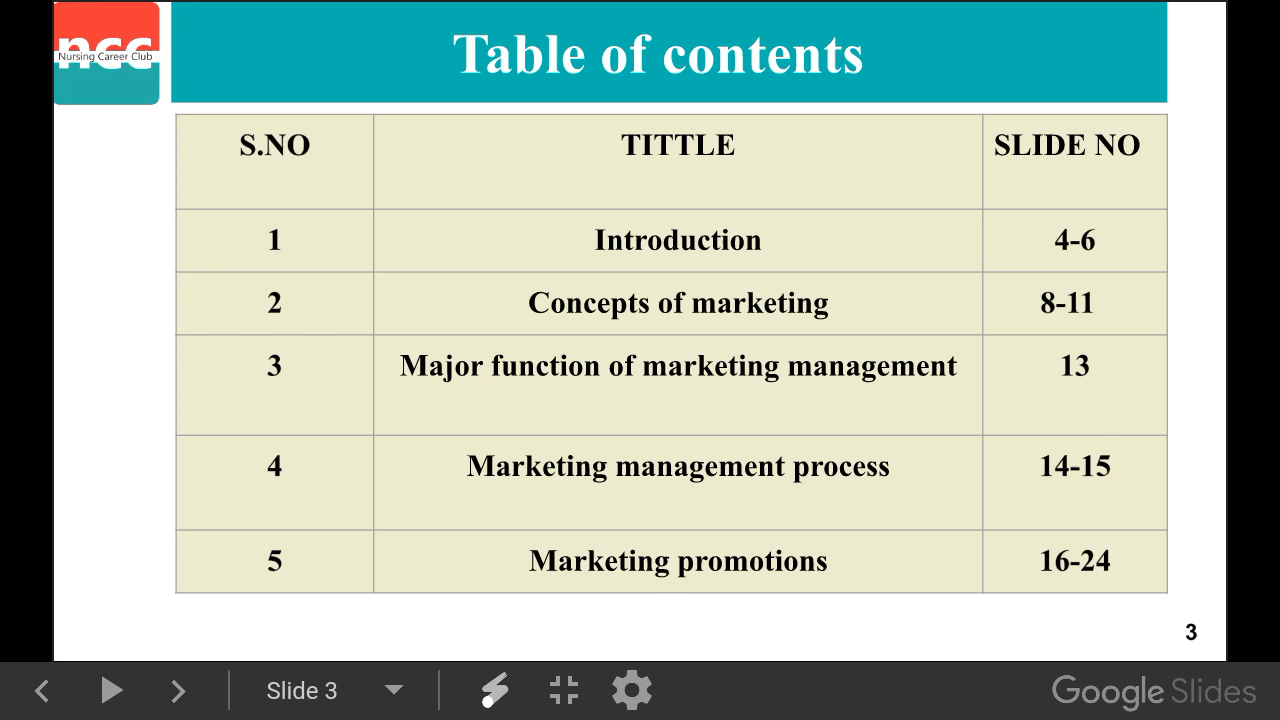 ncc
Nursing Career Club
Table of contents
S.NO TITTLE SLIDE NO
1 Introduction 4-6
2 Concepts of marketing 8-11
3 Major function of marketing management 13
4 Marketing management process 14-15
5 Marketing promotions 16-24
3
Slide 3
Google Slides